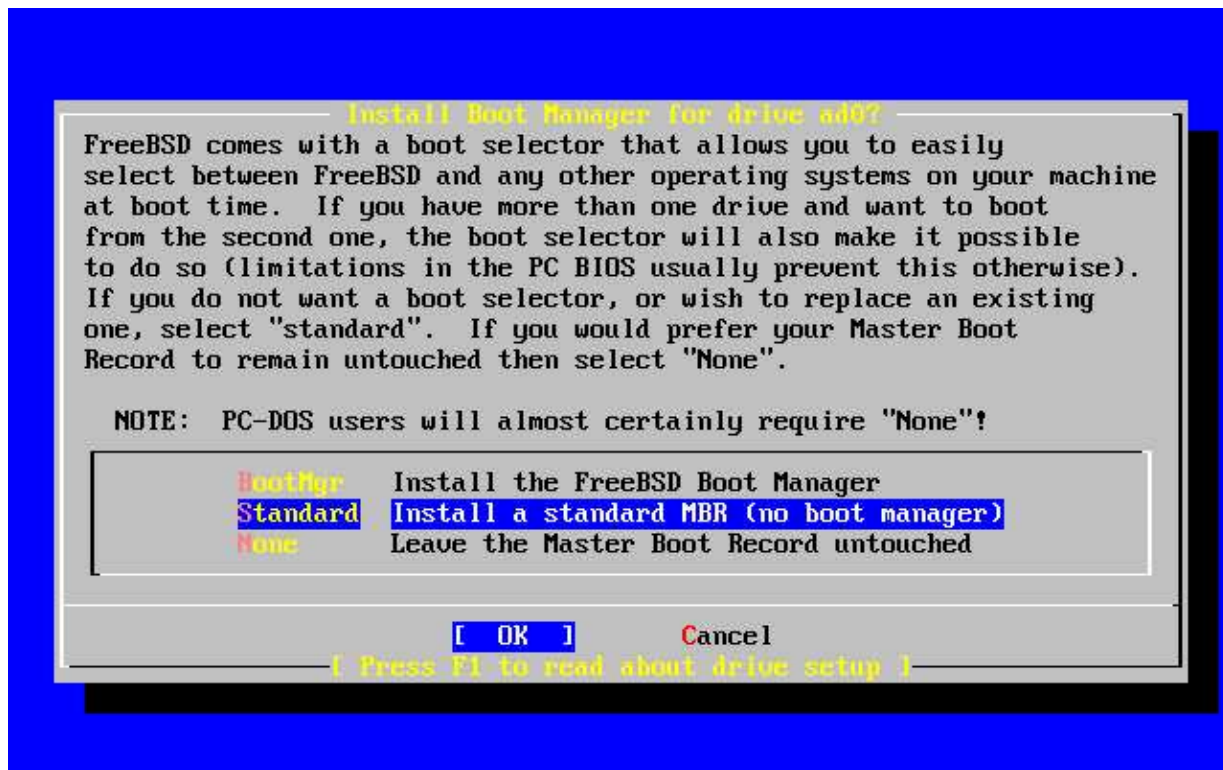 Install Boot Manager for drive ad0?
FreeBSD comes with a boot selector that allows you to easily
select between FreeBSD and any other operating systems on your machine
at boot time.  If you have more than one drive and want to boot
from the second one, the boot selector will also make it possible
to do so (limitations in the PC BIOS usually prevent this otherwise).
If you do not want a boot selector, or wish to replace an existing
one, select "standard".  If you would prefer your Master Boot
Record to remain untouched then select "None".
NOTE:  PC-DOS users will almost certainly require "None"!
BootMgr  Install the FreeBSD Boot Manager
Standard  Install a standard MBR (no boot manager)
None  Leave the Master Boot Record untouched
[  OK  ]  Cancel
[ Press F1 to read about drive setup ]